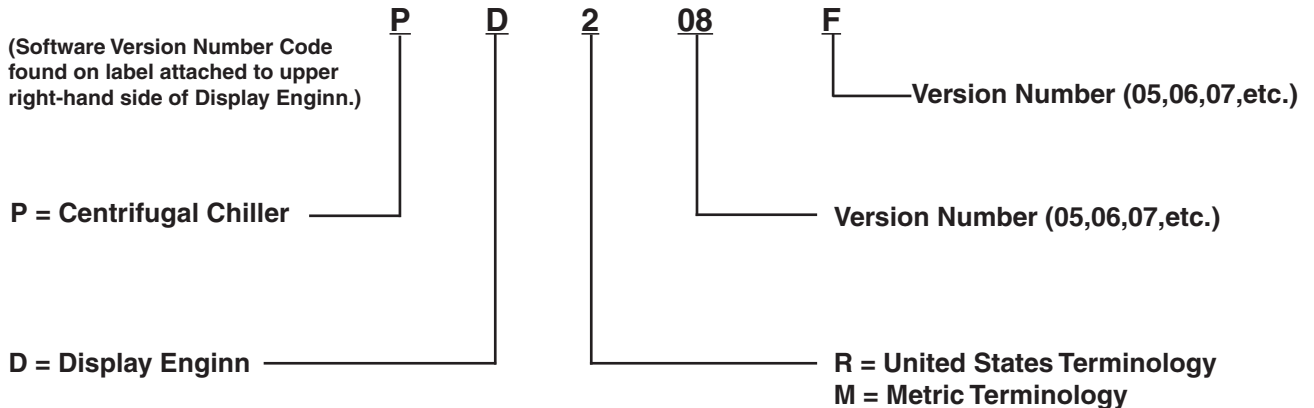 P D 2 08 F
(Software Version Number Code
found on label attached to upper
right-hand side of Display Enginn.)
Version Number (05,06,07,etc.)
P = Centrifugal Chiller
Version Number (05,06,07,etc.)
D = Display Enginn
R = United States Terminology
M = Metric Terminology